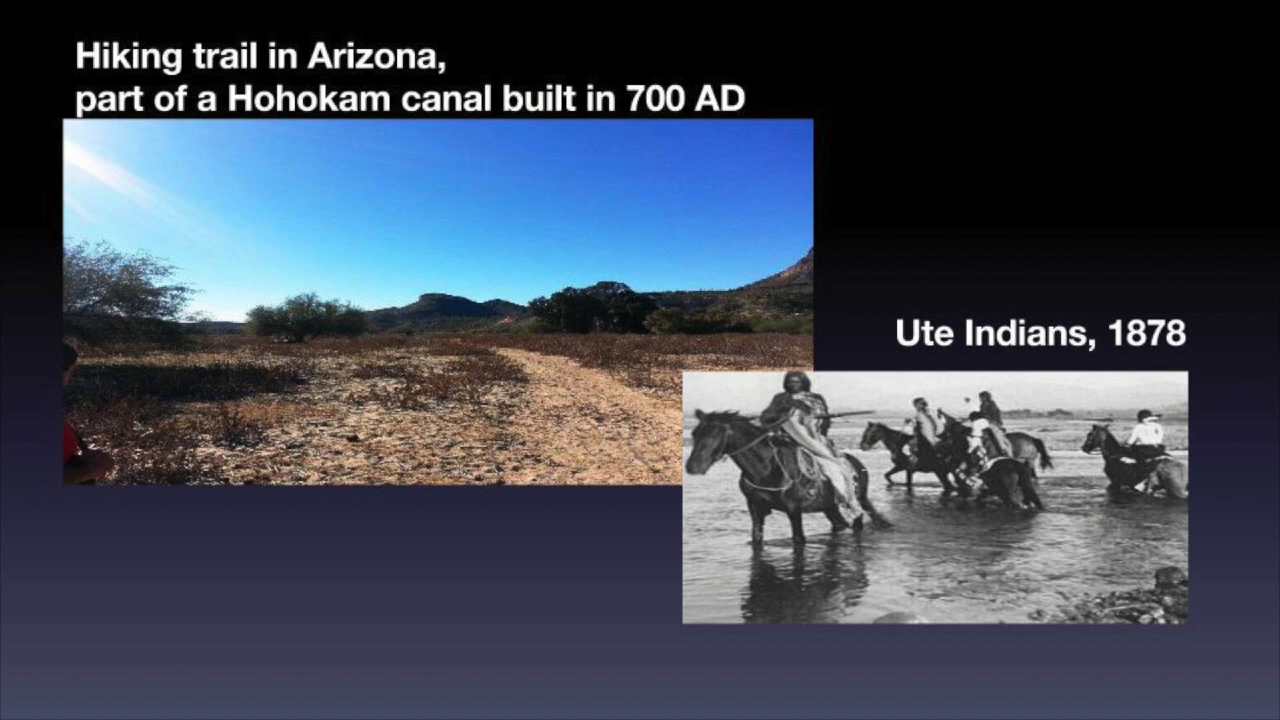 Hiking trail in Arizona,
part of a Hohokam canal built in 700 AD
Ute Indians, 1878